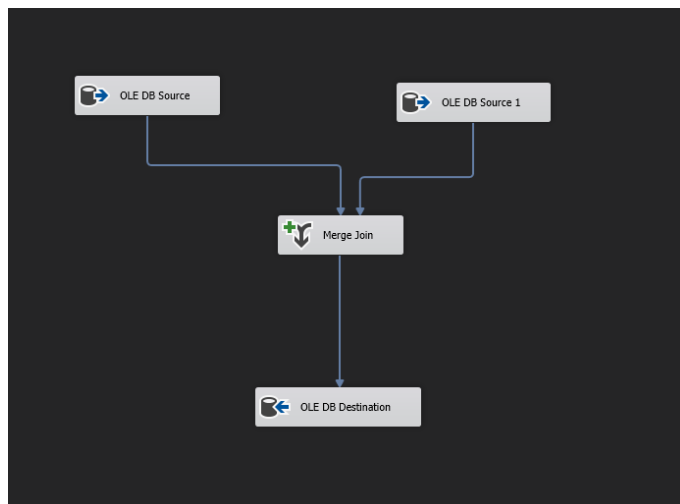 OLE DB Source
OLE DB Source 1
Merge Join
OLE DB Destination